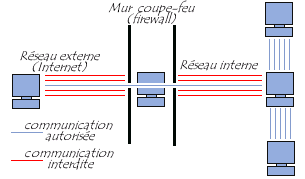 Mur coupe-feu
(firewall)
Réseau externe
(Internet)
Réseau interne
communication
autorisée
communication
interdite